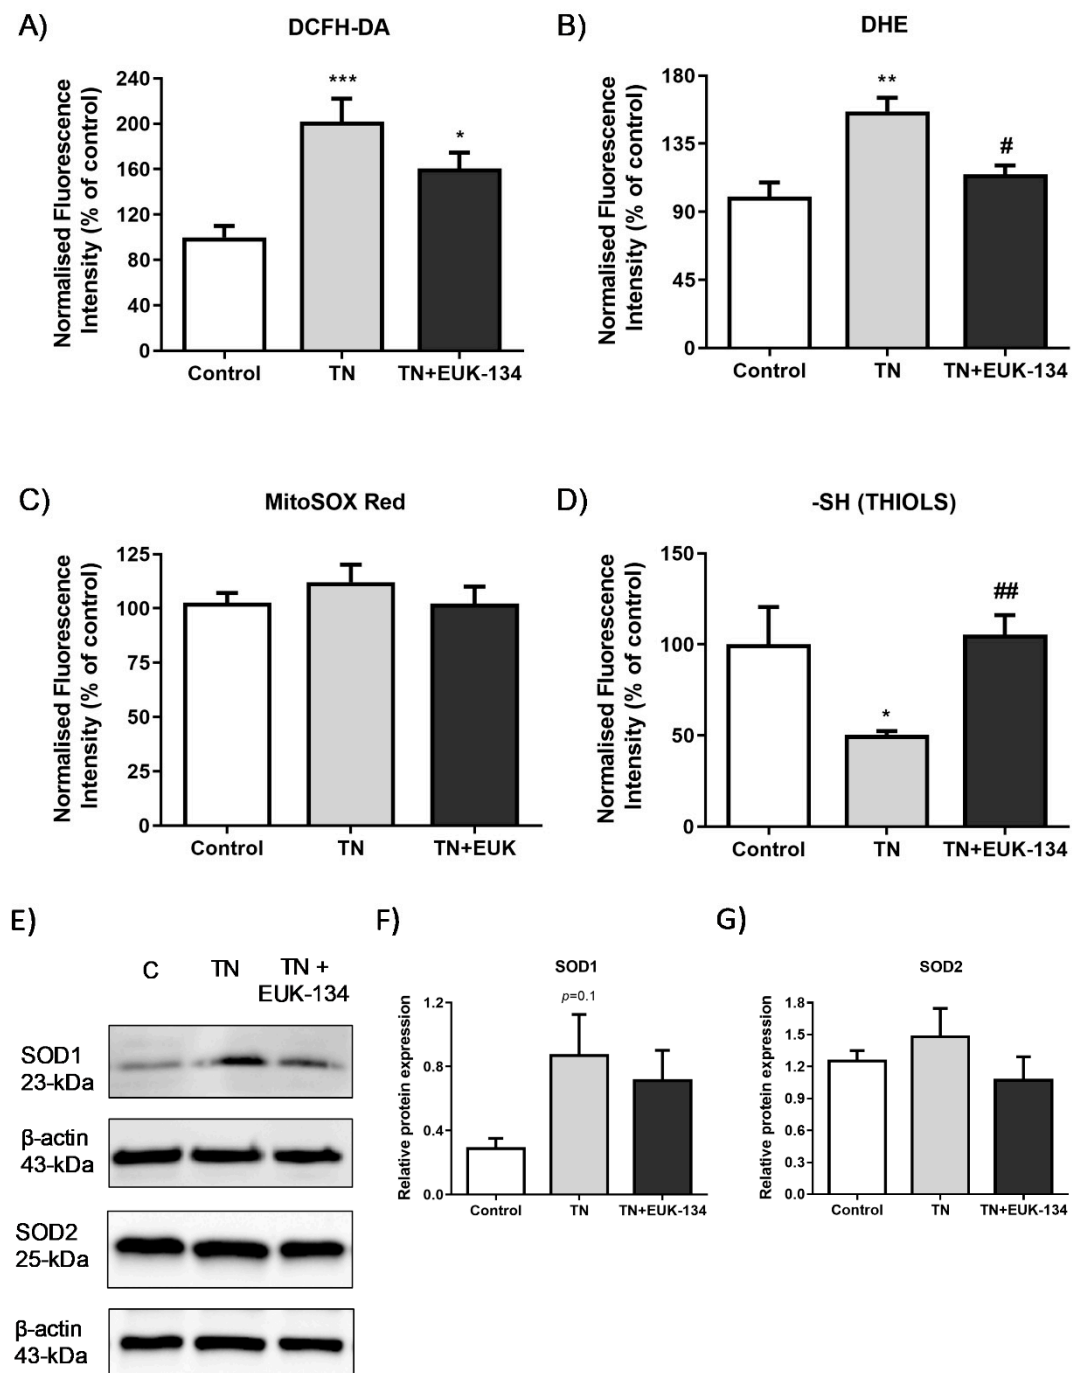 A)
DCFH-DA
Normalised Fluorescence
Intensity (% of control)
240
200
160
120
80
40
0
***
*
Control TN TN+EUK-134
B)
DHE
Normalised Fluorescence
Intensity (% of control)
180
135
90
45
0
**
#
Control TN TN+EUK-134
C)
MitoSOX Red
Normalised Fluorescence
Intensity (% of control)
125
100
75
50
25
0
Control TN TN+EUK
D)
-SH (THIOLS)
Normalised Fluorescence
Intensity (% of control)
150
100
50
0
*
##
Control TN TN+EUK-134
E)
C TN TN +
EUK-134
SOD1
23-kDa
β-actin
43-kDa
SOD2
25-kDa
β-actin
43-kDa
F)
SOD1
Relative protein expression
1.2
0.8
0.4
0.0
p=0.1
Control TN TN+EUK-134
G)
SOD2
Relative protein expression
1.8
1.5
1.2
0.9
0.6
0.3
0.0
Control TN TN+EUK-134